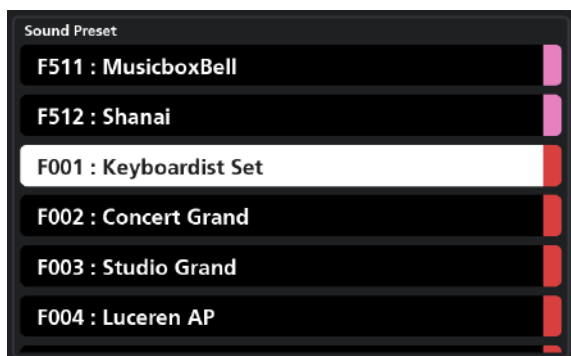 Sound Preset
F511 : MusicboxBell
F512 : Shanai
F001 : Keyboardist Set
F002 : Concert Grand
F003 : Studio Grand
F004 : Luceren AP